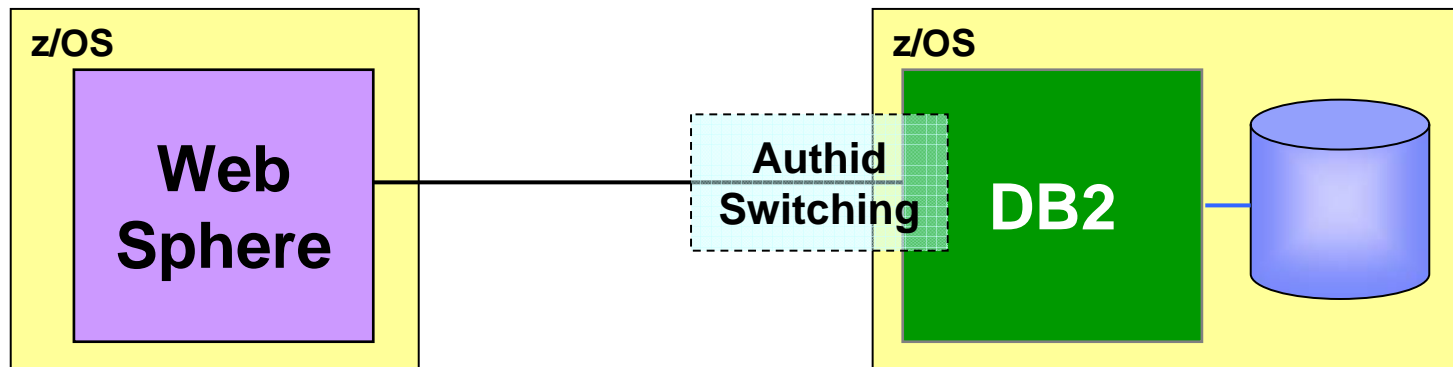 z/OS
Web
Sphere
Authid
Switching
z/OS
DB2